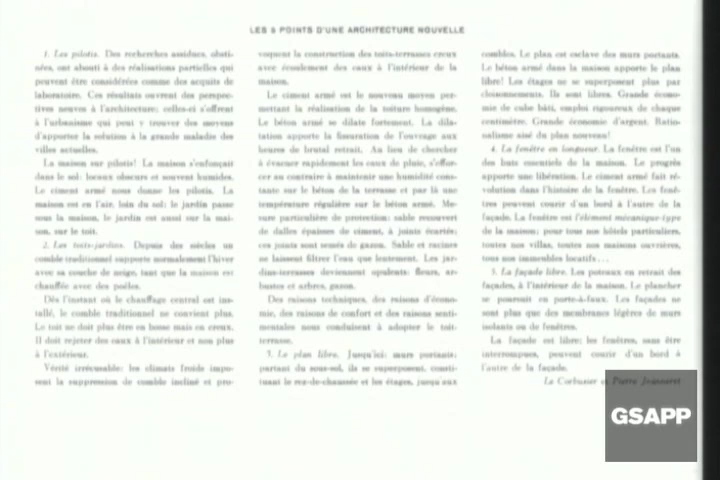 LES 5 POINTS D'UNE ARCHITECTURE NOUVELLE
1. Les pilotis. Des recherches assidues, obsti-
nées, ont abouti à des réalisations partielles qui
peuvent être considérées comme des acquits de
laboratoire. Ces résultats ouvrent des perspec-
tives neuves à l'architecture; celles-ci s'offrent
à l'urbanisme qui peut y trouver des moyens
d'apporter la solution à la grande maladie des
villes actuelles.
La maison sur pilotis! La maison s'enfonçait
dans le sol: locaux obscurs et souvent humides.
Le ciment armé nous donne les pilotis. La
maison est en l'air, loin du sol; le jardin passe
sous la maison, le jardin est aussi sur la mai-
son, sur le toit.
2. Les toits-jardins. Depuis des siècles un
comble traditionnel supporte normalement l'hiver
avec sa couche de neige, tant que la maison est
chauffée avec des poêles.
Dès l'instant où le chauffage central est ins-
tallé, le comble traditionnel ne convient plus.
Le toit ne doit plus être en bosse mais en creux.
Il doit rejeter des eaux à l'intérieur et non plus
à l'extérieur.
Vérité irrécusable: les climats froids impo-
sent la suppression de comble incliné et pro-
voquent la construction des toits-terrasses creux
avec écoulement des eaux à l'intérieur de la
maison.
Le ciment armé est le nouveau moyen per-
mettant la réalisation de la toiture homogène.
Le béton armé se dilate fortement. La dila-
tation apporte la fissuration de l'ouvrage aux
heures de brutal retrait. Au lieu de chercher
à évacuer rapidement les eaux de pluie, s'effor-
cer au contraire à maintenir une humidité cons-
tante sur le béton de la terrasse et par là une
température régulière sur le béton armé. Me-
sure particulière de protection: sable recouvert
de dalles épaisses de ciment, à joints écartés;
ces joints sont semés de gazon. Sable et racines
ne laissent filtrer l'eau que lentement. Les jar-
dins-terrasses deviennent opulents: fleurs, ar-
bustes et arbres, gazon.
Des raisons techniques, des raisons d'écono-
mie, des raisons de confort et des raisons senti-
mentales nous conduisent à adopter le toit-
terrasse.
3. Le plan libre. Jusqu'ici: murs portants;
partant du sous-sol, ils se superposent, consti-
tuant le rez-de-chaussée et les étages, jusqu'aux
combles. Le plan est esclave des murs portants.
Le béton armé dans la maison apporte le plan
libre! Les étages ne se superposent plus par
cloisonnements. Ils sont libres. Grande écono-
mie de cube bâti, emploi rigoureux de chaque
centimètre. Grande économie d'argent. Ratio-
nalisme aisé du plan nouveau!
4. La fenêtre en longueur. La fenêtre est l'un
des buts essentiels de la maison. Le progrès
apporte une libération. Le ciment armé fait ré-
volution dans l'histoire de la fenêtre. Les fenê-
tres peuvent courir d'un bord à l'autre de la
façade. La fenêtre est l'élément mécanique-type
de la maison; pour tous nos hôtels particuliers,
toutes nos villas, toutes nos maisons ouvrières,
tous nos immeubles locatifs...
5. La façade libre. Les poteaux en retrait des
façades, à l'intérieur de la maison. Le plancher
se poursuit en porte-à-faux. Les façades ne
sont plus que des membranes légères de murs
isolants ou de fenêtres.
La façade est libre; les fenêtres, sans être
interrompues, peuvent courir d'un bord à
l'autre de la façade.
Le Corbusier et Pierre Jeanneret
GSAPP